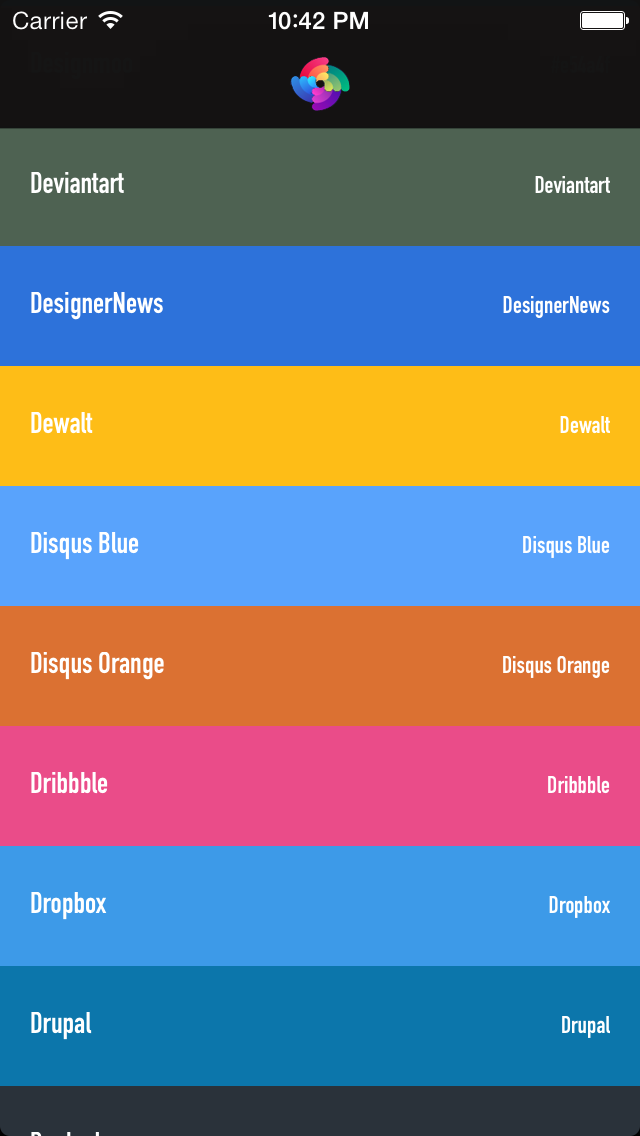 Carrier 10:42 PM
Deviantart Deviantart
DesignerNews DesignerNews
Dewalt Dewalt
Disqus Blue Disqus Blue
Disqus Orange Disqus Orange
Dribbble Dribbble
Dropbox Dropbox
Drupal Drupal